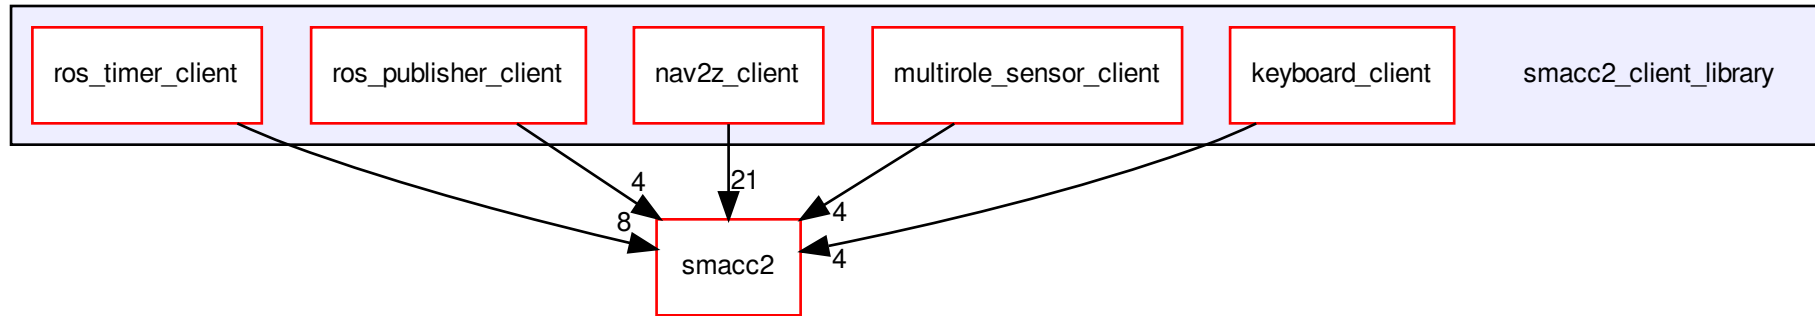 ros_timer_client
ros_publisher_client
nav2z_client
multirole_sensor_client
keyboard_client
smacc2_client_library
4
21
8
4
4
smacc2